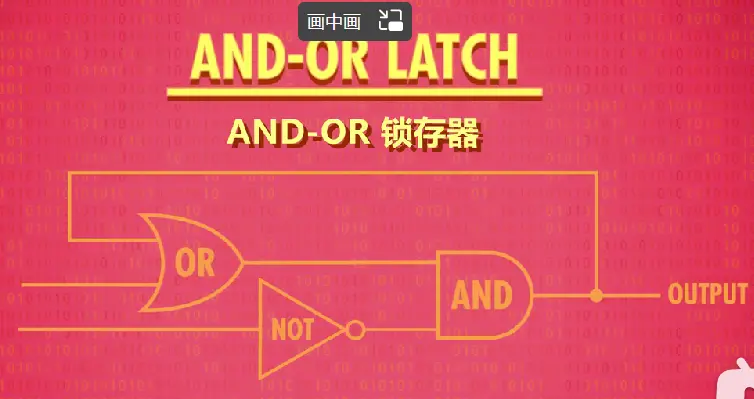 画中画
AND-OR LATCH
AND-OR 锁存器
OR
AND
OUTPUT
NOT